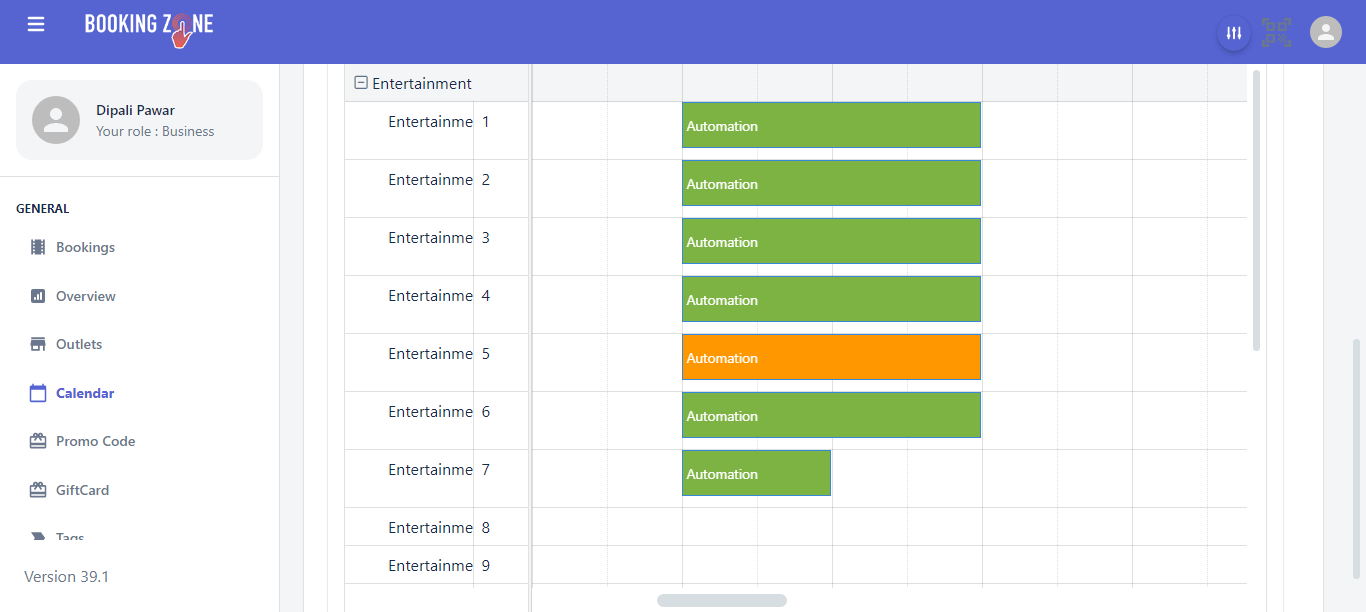 BOOKING ZONE
Dipali Pawar
Your role : Business
GENERAL
Bookings
Overview
Outlets
Calendar
Promo Code
GiftCard
Tags
Version 39.1
Entertainment
Entertainme 1
Automation
Entertainme 2
Automation
Entertainme 3
Automation
Entertainme 4
Automation
Entertainme 5
Automation
Entertainme 6
Automation
Entertainme 7
Automation
Entertainme 8
Entertainme 9